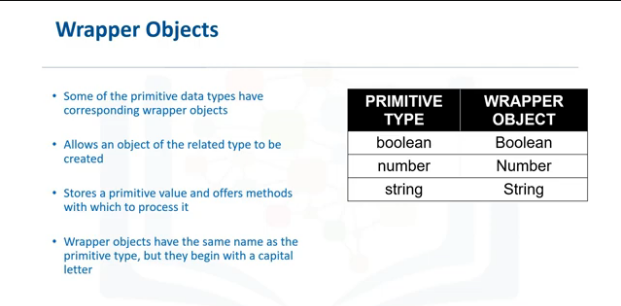 Wrapper Objects
• Some of the primitive data types have
corresponding wrapper objects
• Allows an object of the related type to be
created
• Stores a primitive value and offers methods
with which to process it
• Wrapper objects have the same name as the
primitive type, but they begin with a capital
letter
PRIMITIVE TYPE WRAPPER OBJECT
boolean Boolean
number Number
string String